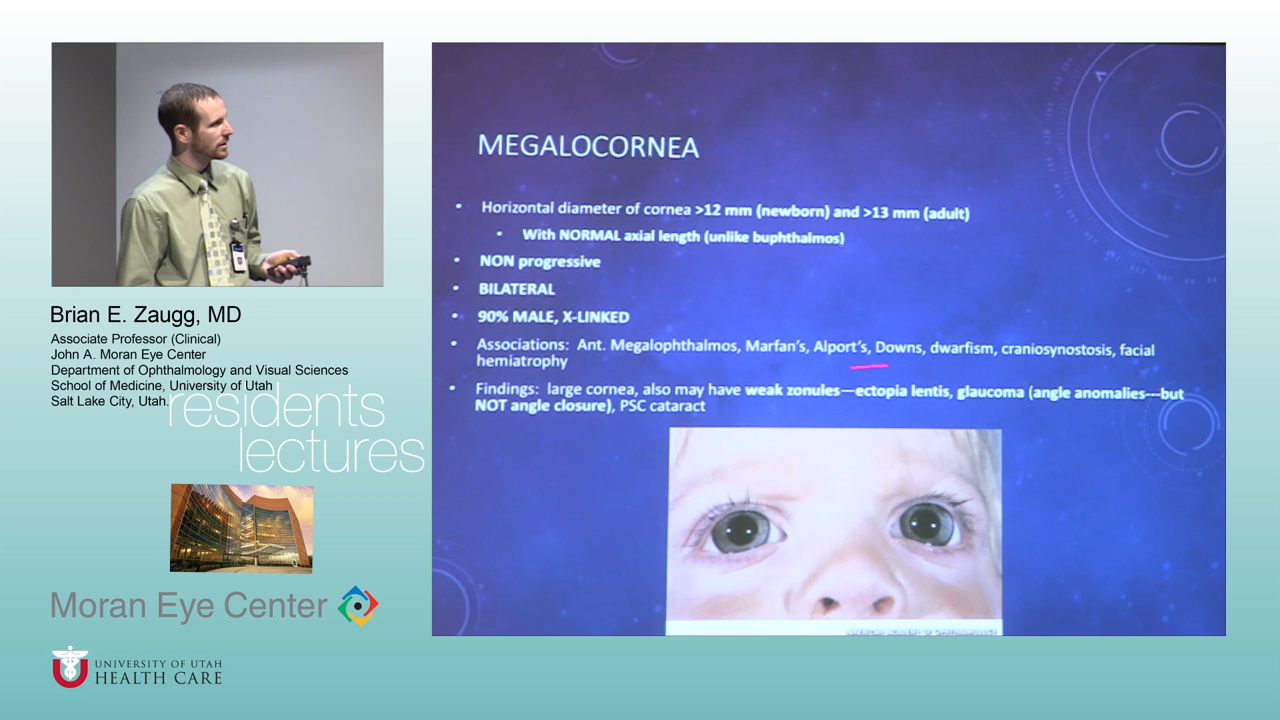 Brian E. Zaugg, MD
Associate Professor (Clinical)
John A. Moran Eye Center
Department of Ophthalmology and Visual Sciences
School of Medicine, University of Utah
Salt Lake City, Utah.
residents
lectures
Moran Eye Center
UNIVERSITY OF UTAH
HEALTH CARE
MEGALOCORNEA
• Horizontal diameter of cornea >12 mm (newborn) and >13 mm (adult)
• With NORMAL axial length (unlike buphthalmos)
• NON progressive
• BILATERAL
• 90% MALE, X-LINKED
• Associations: Ant. Megalophthalmos, Marfan's, Alport's, Downs, dwarfism, craniosynostosis, facial
hemiatrophy
• Findings: large cornea, also may have weak zonules—ectopia lentis, glaucoma (angle anomalies---but
NOT angle closure), PSC cataract
AMERICAN ACADEMY OF OPHTHALMOLOGY